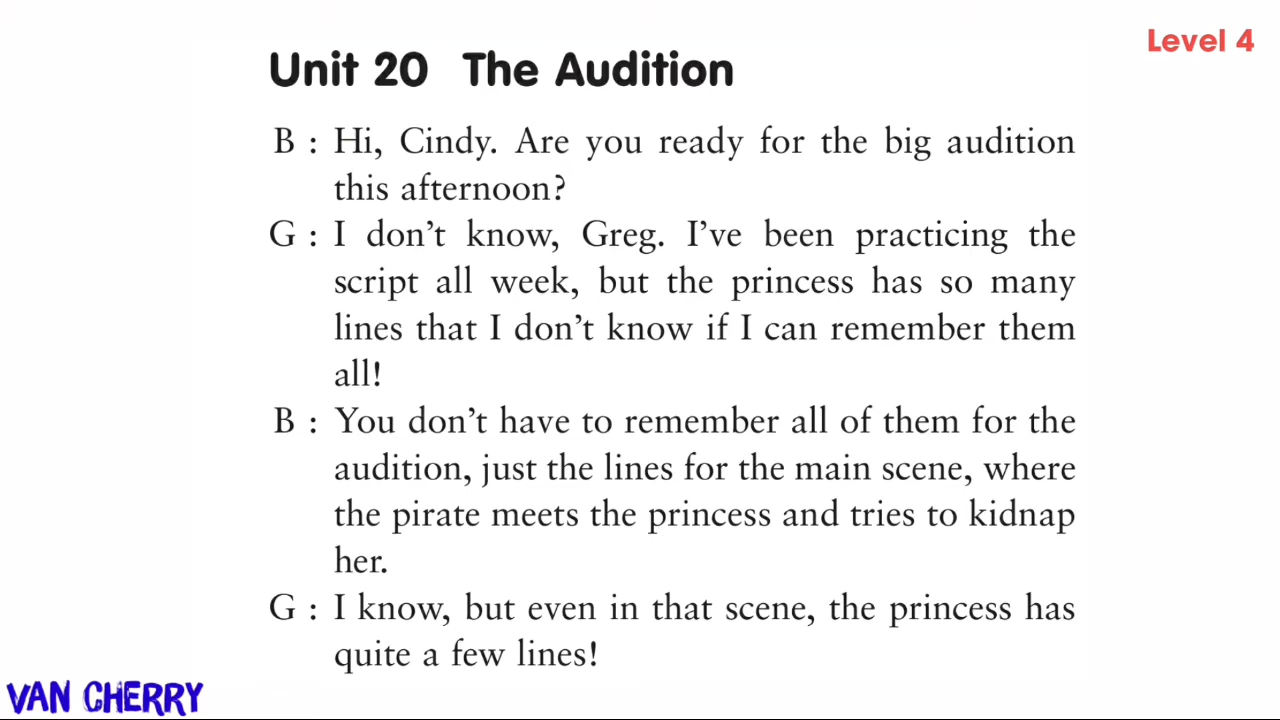 Level 4
Unit 20 The Audition
B : Hi, Cindy. Are you ready for the big audition
this afternoon?
G : I don't know, Greg. I've been practicing the
script all week, but the princess has so many
lines that I don't know if I can remember them
all!
B : You don't have to remember all of them for the
audition, just the lines for the main scene, where
the pirate meets the princess and tries to kidnap
her.
G : I know, but even in that scene, the princess has
quite a few lines!
VAN CHERRY